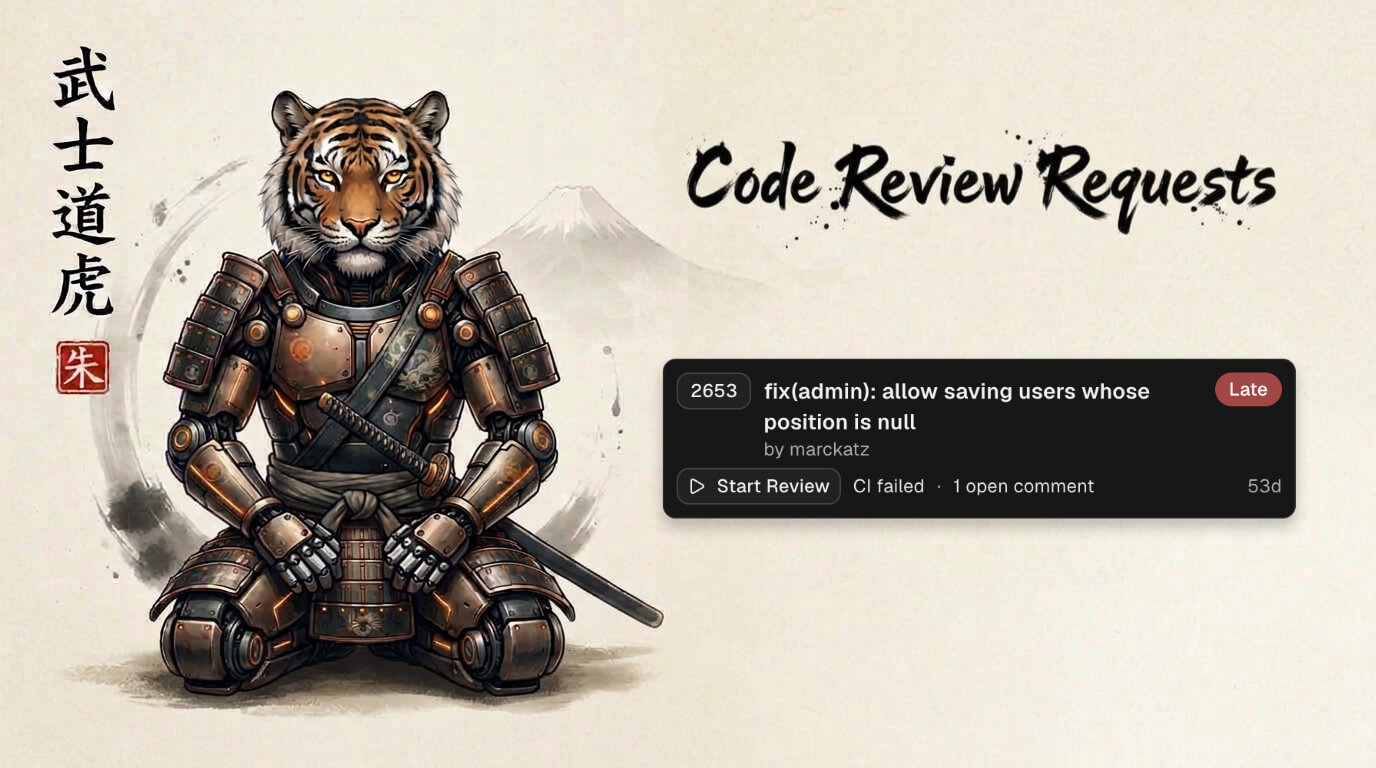 武士道虎
朱
Code Review Requests
2653
fix(admin): allow saving users whose
position is null
Late
by marckatz
Start Review
CI failed · 1 open comment
53d